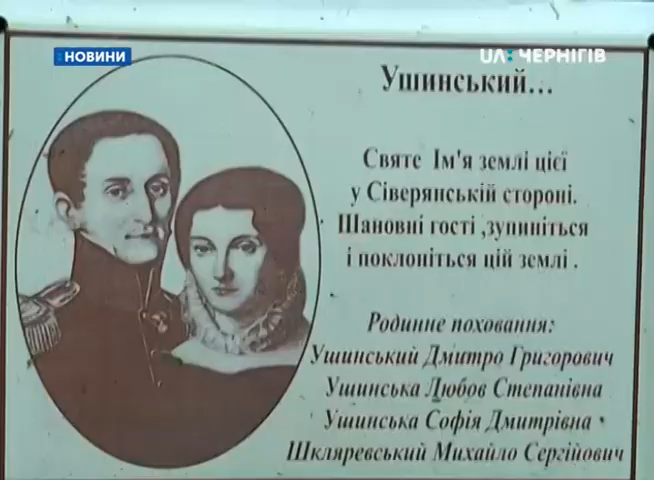 НОВИНИ
UA: ЧЕРНІГІВ
Ушинський...
Святе Ім'я землі цієї
у Сіверянській стороні.
Шановні гості ,зупиніться
і поклоніться цій землі .
Родинне поховання:
Ушинський Дмитро Григорович
Ушинська Любов Степанівна
Ушинська Софія Дмитрівна
Шкляревський Михайло Сергійович